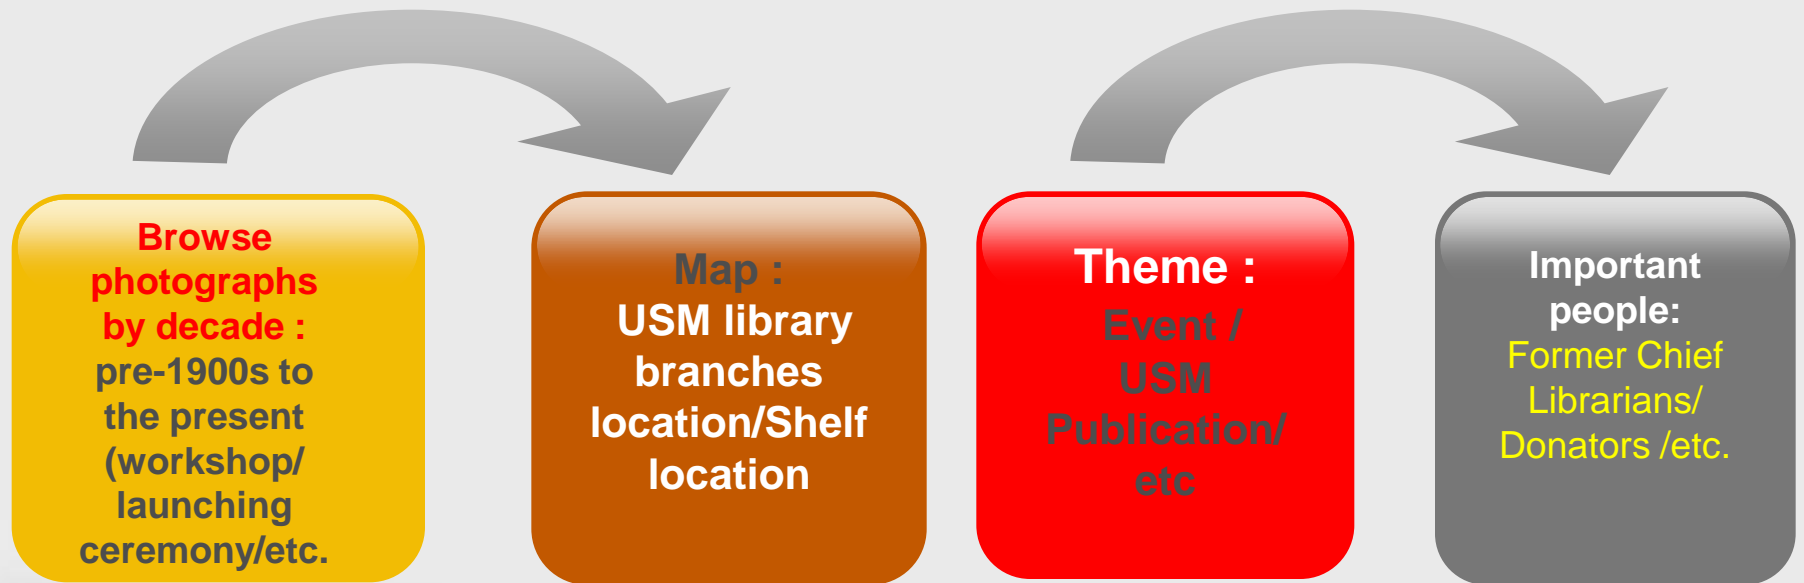 Browse
photographs
by decade :
pre-1900s to
the present
(workshop/
launching
ceremony/etc.
Map :
USM library
branches
location/Shelf
location
Theme :
Event /
USM
Publication/
etc
Important
people:
Former Chief
Librarians/
Donators /etc.